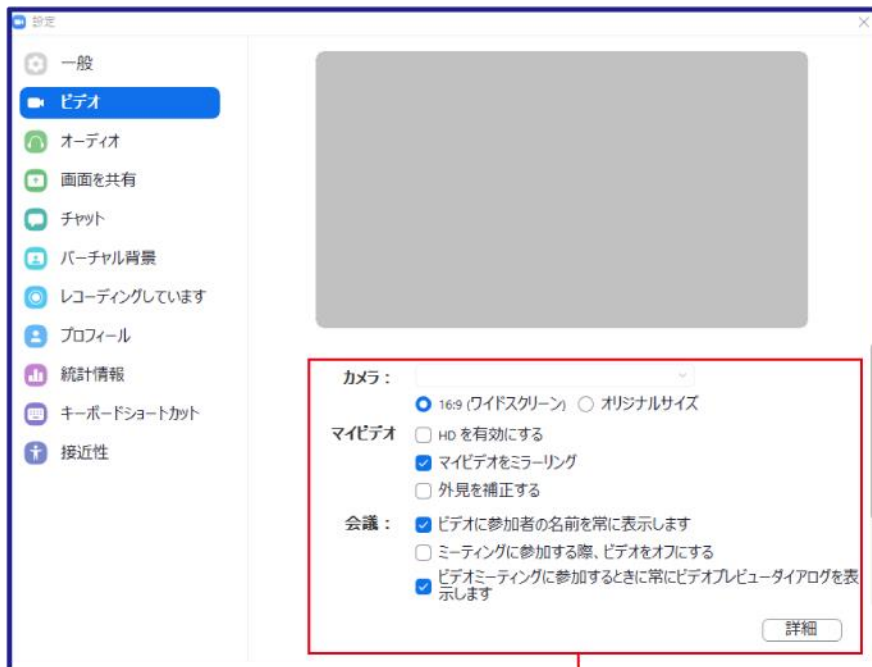 設定
一般
ビデオ
オーディオ
画面を共有
チャット
バーチャル背景
レコーディングしています
プロフィール
統計情報
キーボードショートカット
接近性
カメラ：
16:9 (ワイドスクリーン) オリジナルサイズ
マイビデオ HD を有効にする
マイビデオをミラーリング
外見を補正する
会議： ビデオに参加者の名前を常に表示します
ミーティングに参加する際、ビデオをオフにする
ビデオミーティングに参加するときに常にビデオプレビューダイアログを表
示します
詳細